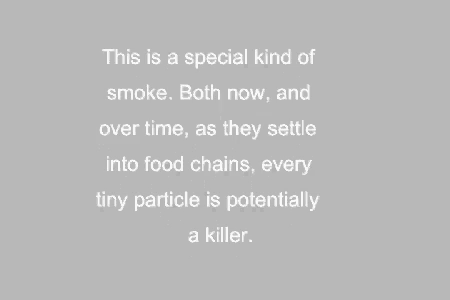 This is a special kind of
smoke. Both now, and
over time, as they settle
into food chains, every
tiny particle is potentially
a killer.